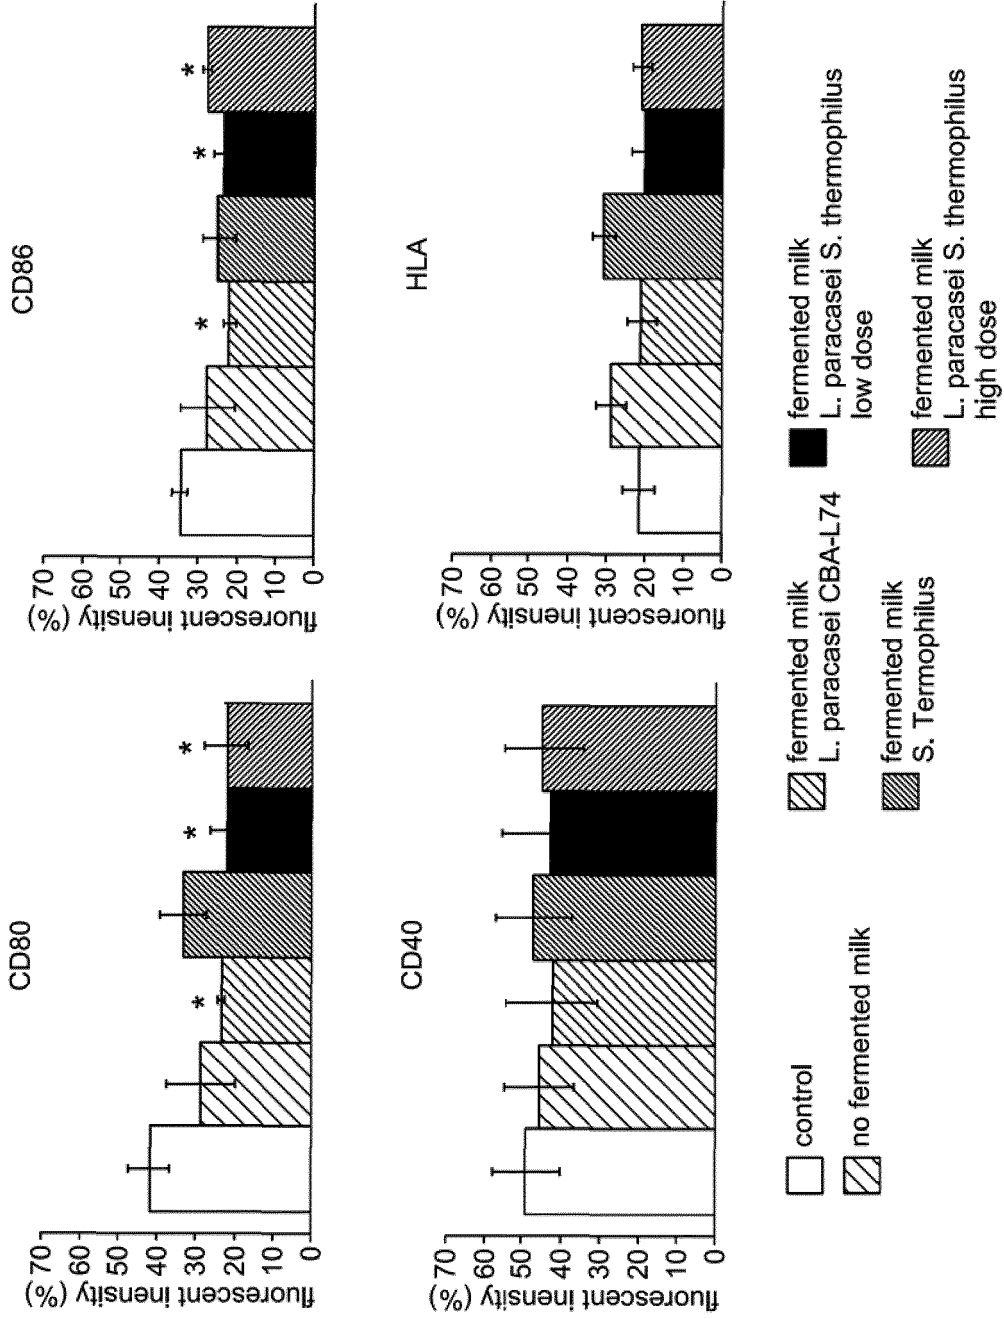 CD80
fluorescent inensity (%)
70
60
50
40
30
20
10
0
*
*
*
CD86
fluorescent inensity (%)
70
60
50
40
30
20
10
0
*
*
*
CD40
fluorescent inensity (%)
70
60
50
40
30
20
10
0
HLA
fluorescent inensity (%)
70
60
50
40
30
20
10
0
control
no fermented milk
fermented milk
L. paracasei CBA-L74
fermented milk
S. Termophilus
fermented milk
L. paracasei S. thermophilus
low dose
fermented milk
L. paracasei S. thermophilus
high dose